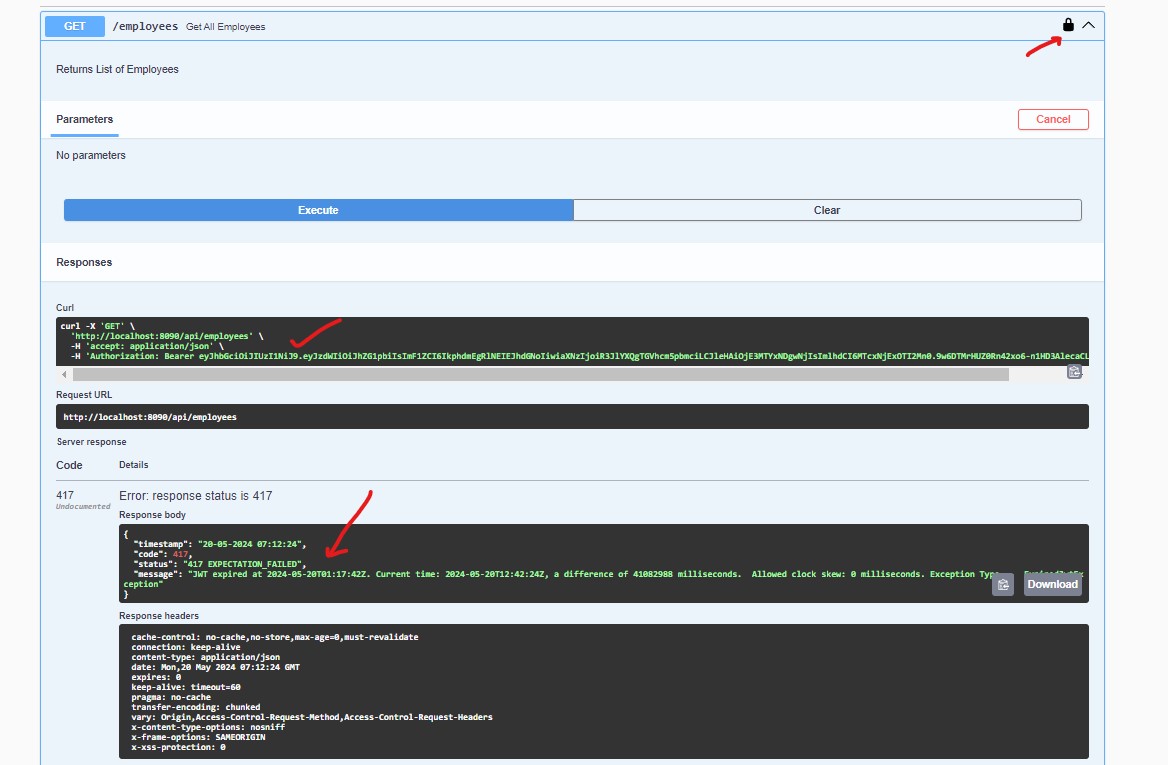 GET /employees Get All Employees
Returns List of Employees
Parameters
Cancel
No parameters
Execute
Clear
Responses
Curl
curl -X 'GET' \
'http://localhost:8090/api/employees' \
-H 'accept: application/json' \
-H 'Authorization: Bearer
Request URL
http://localhost:8090/api/employees
Server response
Code Details
417 Error: response status is 417
Undocumented
Response body
{
"timestamp": "20-05-2024 07:12:24",
"code": 417,
"status": "417 EXPECTATION_FAILED",
"message": "JWT expired at 2024-05-20T01:17:42Z. Current time: 2024-05-20T12:42:24Z, a difference of 41082988 milliseconds.  Allowed clock skew: 0 milliseconds. Exception
ception"
}
Download
Response headers
cache-control: no-cache,no-store,max-age=0,must-revalidate
connection: keep-alive
content-type: application/json
date: Mon,20 May 2024 07:12:24 GMT
expires: 0
keep-alive: timeout=60
pragma: no-cache
transfer-encoding: chunked
vary: Origin,Access-Control-Request-Method,Access-Control-Request-Headers
x-content-type-options: nosniff
x-frame-options: SAMEORIGIN
x-xss-protection: 0